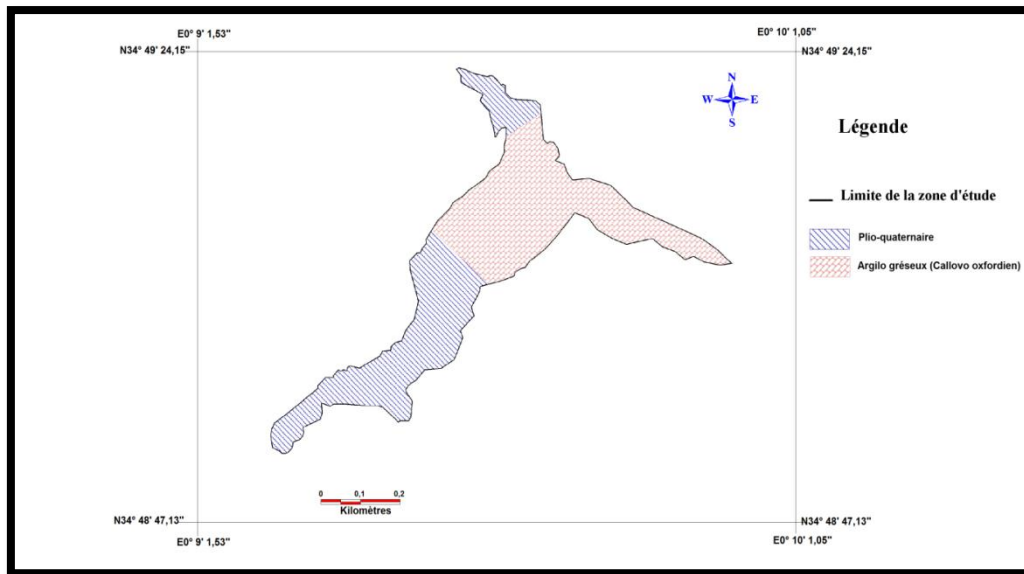 E0° 9' 1,53"
E0° 10' 1,05"
N34° 49' 24,15"
N34° 49' 24,15"
N
W E
S
Légende
Limite de la zone d'étude
Plio-quaternaire
Argilo gréseux (Callovo oxfordien)
0 0,1 0,2
Kilomètres
N34° 48' 47,13"
N34° 48' 47,13"
E0° 9' 1,53"
E0° 10' 1,05"